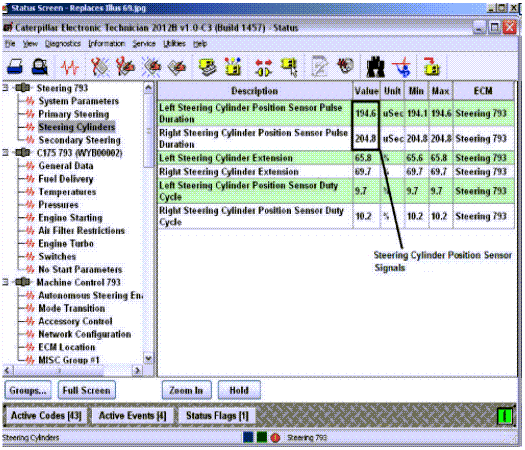 Status Screen - Replaces Illus 69.jpg
Caterpillar Electronic Technician 2012B v1.0-C3 (Build 1457) - Status
File View Diagnostics Information Service Utilities Help
Steering 793
System Parameters
Primary Steering
Steering Cylinders
Secondary Steering
C175 793 (WYB00002)
General Data
Fuel Delivery
Temperatures
Pressures
Engine Starting
Air Filter Restrictions
Engine Turbo
Switches
No Start Parameters
Machine Control 793
Autonomous Steering En
Mode Transition
Accessory Control
Network Configuration
ECM Location
MISC Group #1
Description Value Unit Min Max ECM
Left Steering Cylinder Position Sensor Pulse Duration 194.6 uSec 194.1 194.6 Steering 793
Right Steering Cylinder Position Sensor Pulse Duration 204.8 uSec 204.8 204.8 Steering 793
Left Steering Cylinder Extension 65.8 % 65.6 65.8 Steering 793
Right Steering Cylinder Extension 69.7 % 69.7 69.7 Steering 793
Left Steering Cylinder Position Sensor Duty Cycle 9.7 % 9.7 9.7 Steering 793
Right Steering Cylinder Position Sensor Duty Cycle 10.2 % 10.2 10.2 Steering 793
Steering Cylinder Position Sensor
Signals
Groups... Full Screen Zoom In Hold
Active Codes [43] Active Events [4] Status Flags [1] 1
Steering Cylinders Steering 793